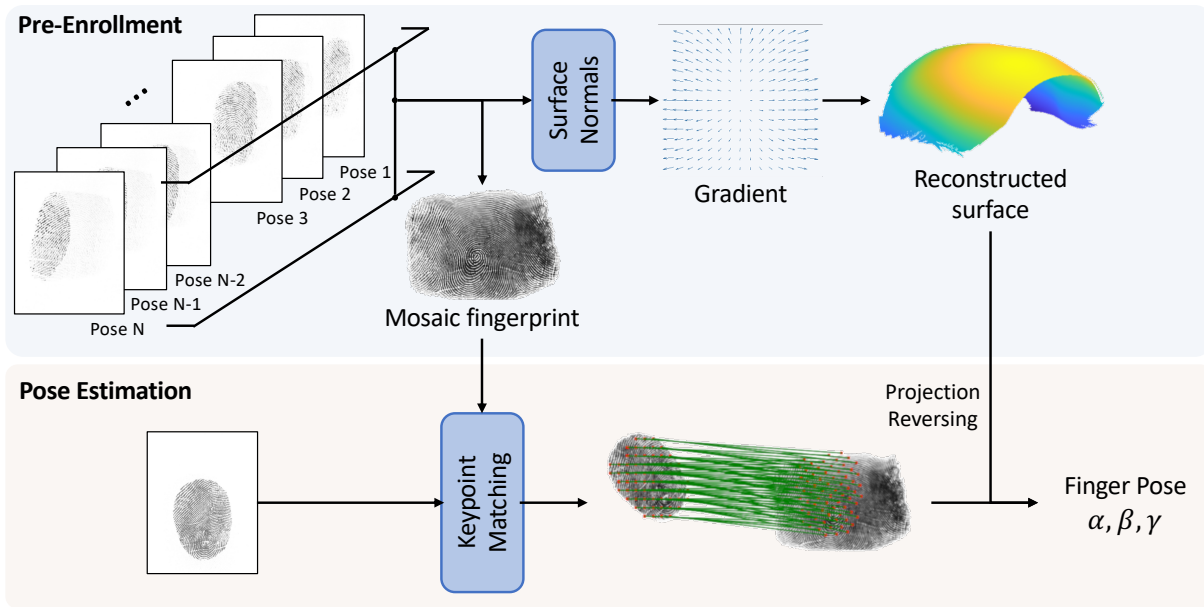 Pre-Enrollment
Pose 1
Pose 2
Pose 3
Pose N-2
Pose N-1
Pose N
Surface
Normals
Gradient
Reconstructed
surface
Mosaic fingerprint
Pose Estimation
Keypoint
Matching
Projection
Reversing
Finger Pose
α, β, γ